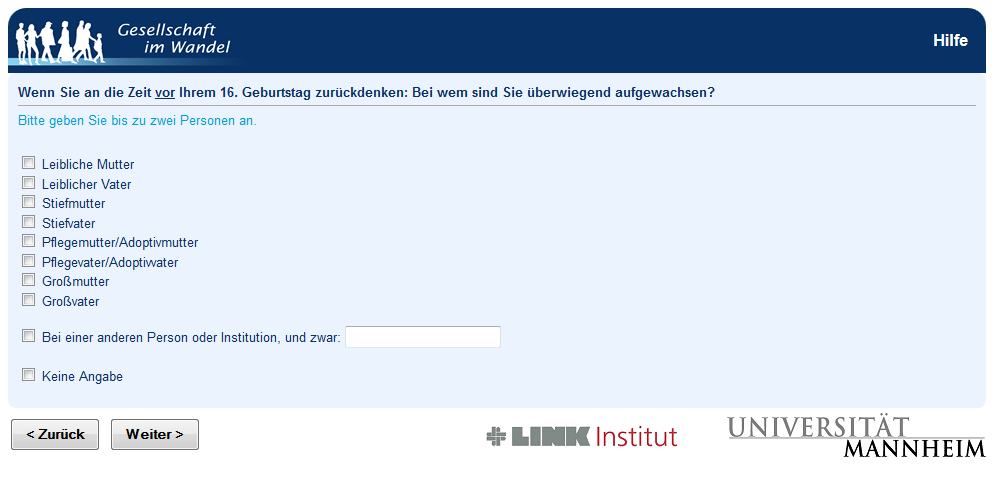 Gesellschaft
im Wandel
Hilfe
Wenn Sie an die Zeit vor Ihrem 16. Geburtstag zurückdenken: Bei wem sind Sie überwiegend aufgewachsen?
Bitte geben Sie bis zu zwei Personen an.
Leibliche Mutter
Leiblicher Vater
Stiefmutter
Stiefvater
Pflegemutter/Adoptivmutter
Pflegevater/Adoptivvater
Großmutter
Großvater
Bei einer anderen Person oder Institution, und zwar:
Keine Angabe
< Zurück
Weiter >
LINK Institut
UNIVERSITÄT
MANNHEIM